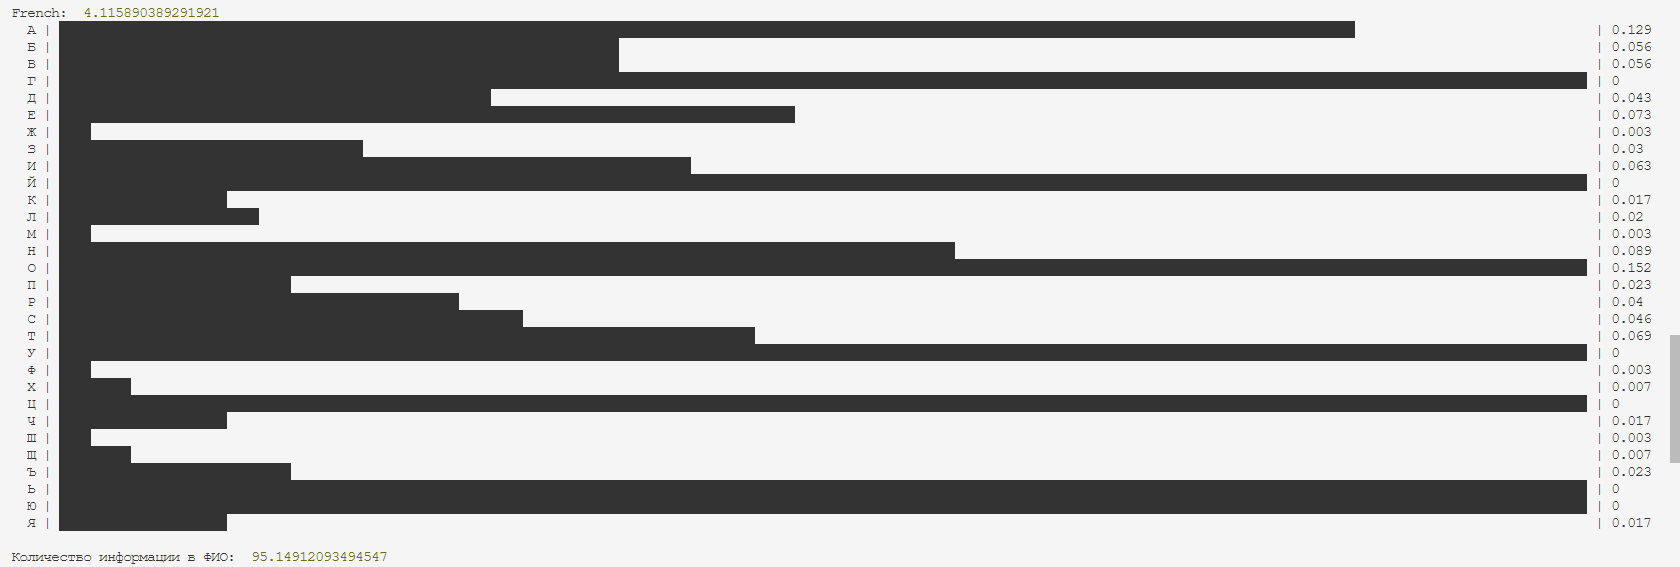 French: 4.115890389291921
А | | 0.129
Б | | 0.056
В | | 0.056
Г | | 0
Д | | 0.043
Е | | 0.073
Ж | | 0.003
З | | 0.03
И | | 0.063
Й | | 0
К | | 0.017
Л | | 0.02
М | | 0.003
Н | | 0.089
О | | 0.152
П | | 0.023
Р | | 0.04
С | | 0.046
Т | | 0.069
У | | 0
Ф | | 0.003
Х | | 0.007
Ц | | 0
Ч | | 0.017
Ш | | 0.003
Щ | | 0.007
Ъ | | 0.023
Ь | | 0
Ю | | 0
Я | | 0.017
Количество информации в ФИО: 95.14912093494547